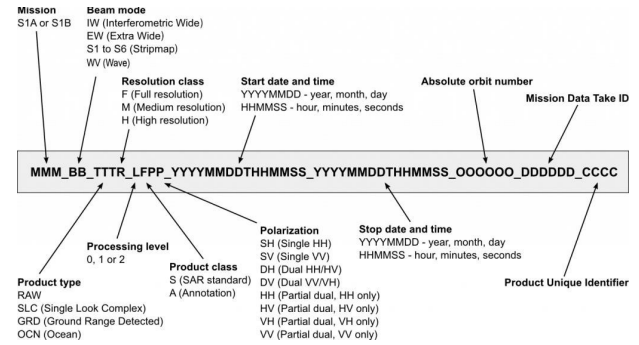 Mission
S1A or S1B
Beam mode
IW (Interferometric Wide)
EW (Extra Wide)
S1 to S6 (Stripmap)
WV (Wave)
Resolution class
F (Full resolution)
M (Medium resolution)
H (High resolution)
Start date and time
YYYYMMDD - year, month, day
HHMMSS - hour, minutes, seconds
Absolute orbit number
Mission Data Take ID
MMM_BB_TTTR_LFPP_YYYYMMDDTHHMMSS_YYYYMMDDTHHMMSS_OOOOOO_DDDDDD_CCCC
Product type
RAW
SLC (Single Look Complex)
GRD (Ground Range Detected)
OCN (Ocean)
Processing level
0, 1 or 2
Product class
S (SAR standard)
A (Annotation)
Polarization
SH (Single HH)
SV (Single VV)
DH (Dual HH/HV)
DV (Dual VV/VH)
HH (Partial dual, HH only)
HV (Partial dual, HV only)
VH (Partial dual, VH only)
VV (Partial dual, VV only)
Stop date and time
YYYYMMDD - year, month, day
HHMMSS - hour, minutes, seconds
Product Unique Identifier